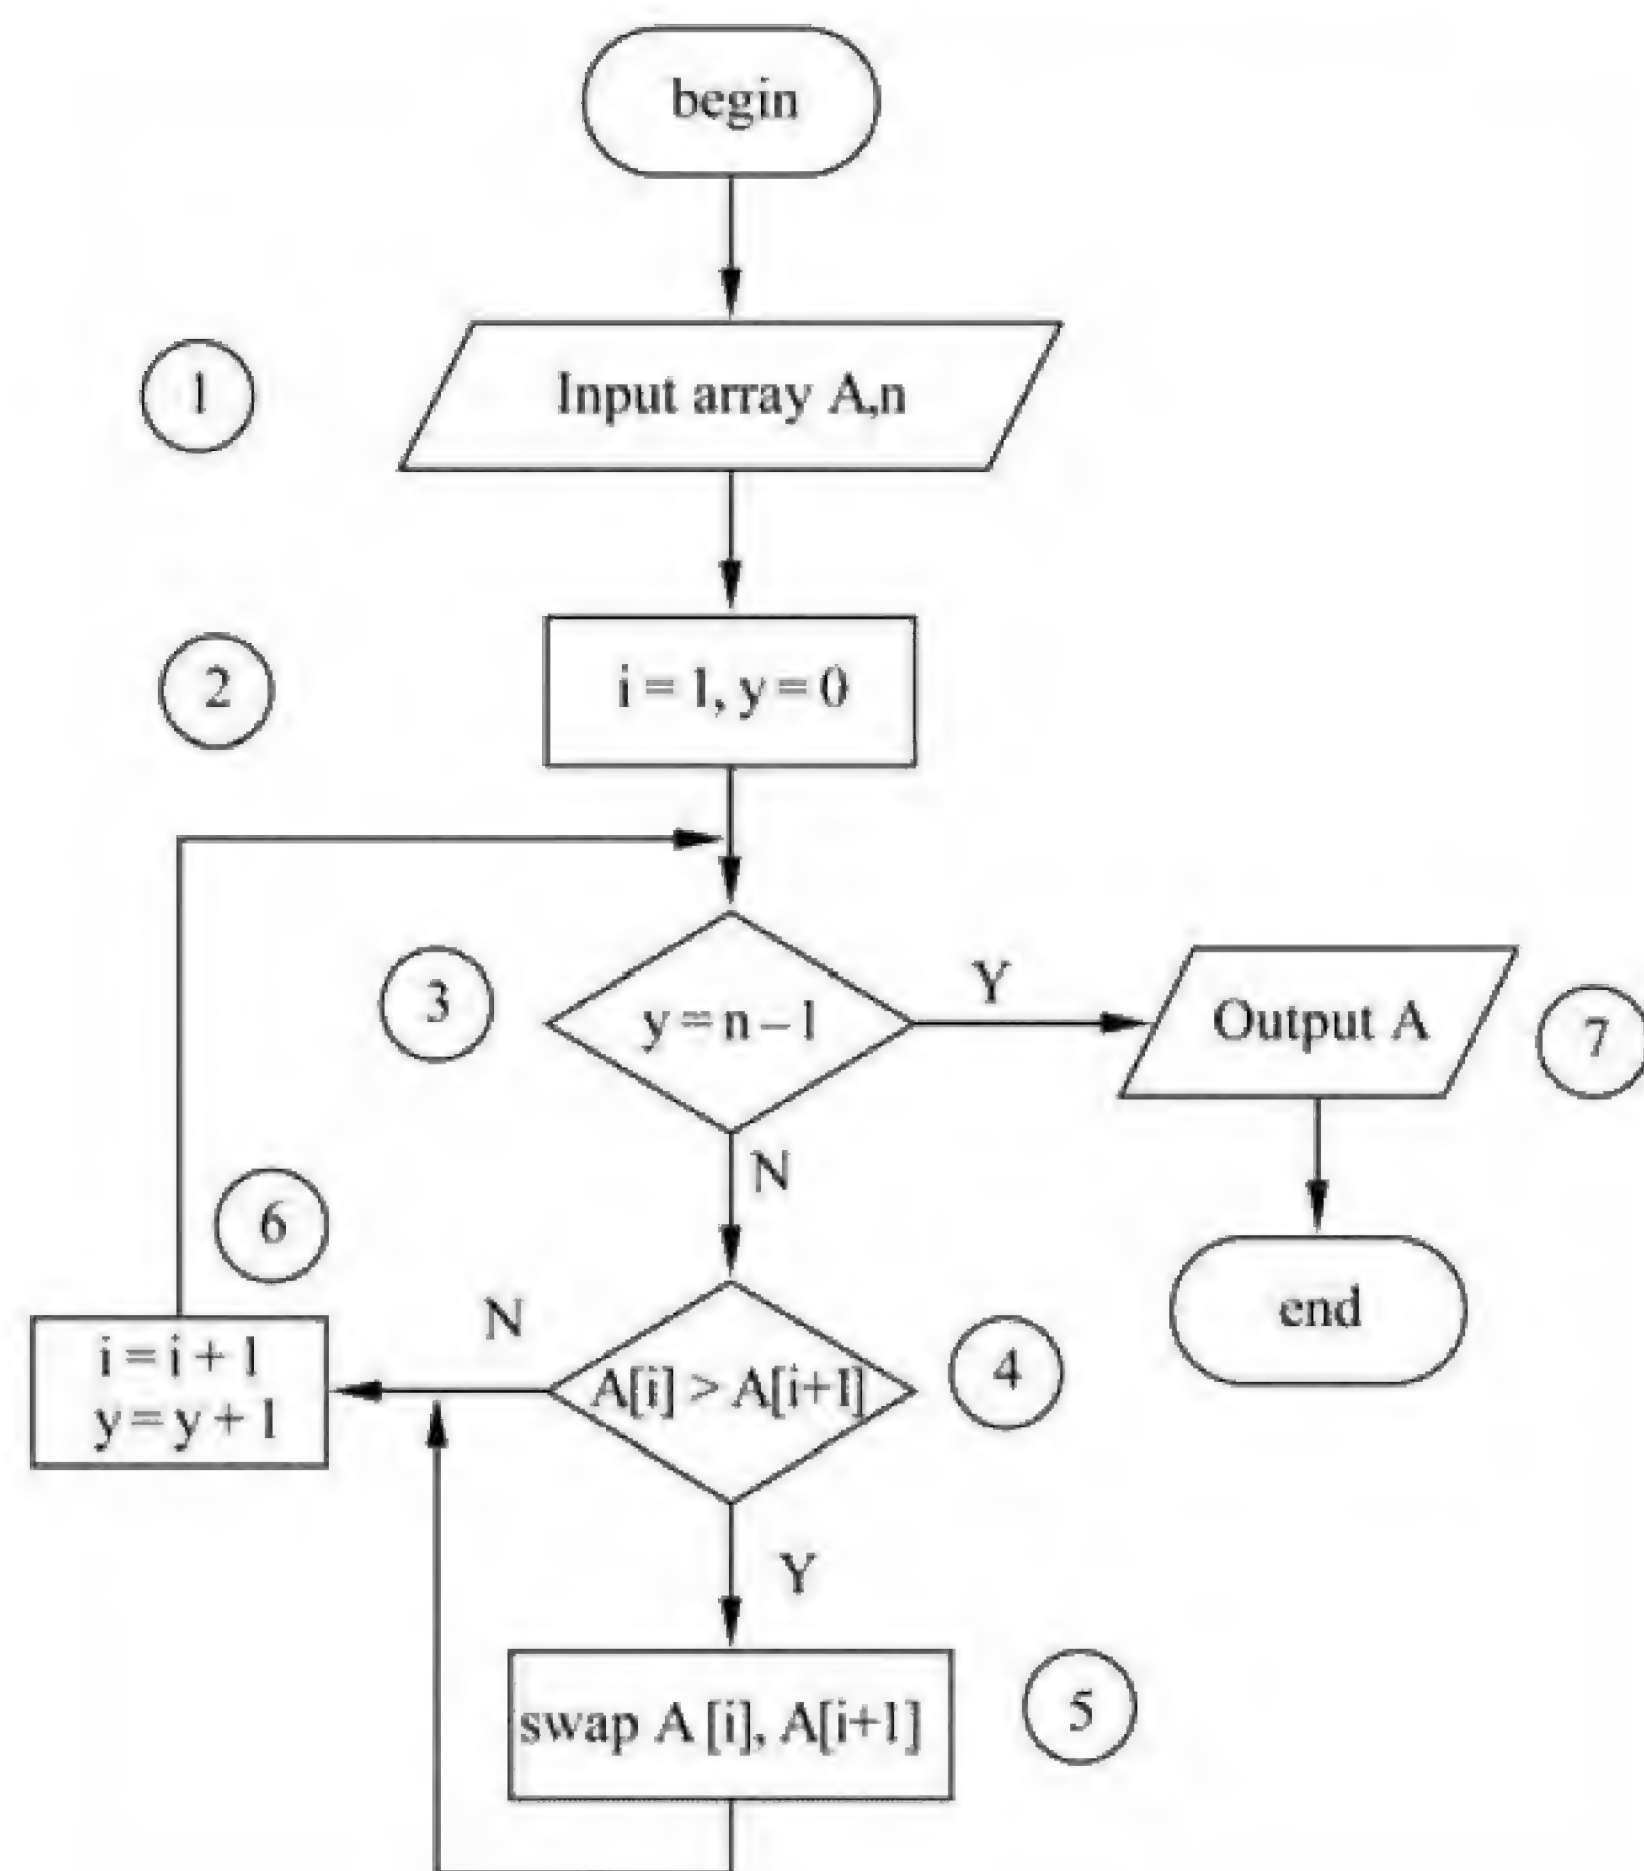 begin
1
Input array A,n
2
i = 1, y = 0
3
y = n – 1
Y
Output A
7
N
6
end
N
i = i + 1
y = y + 1
A[i] > A[i+1]
4
Y
swap A [i], A[i+1]
5